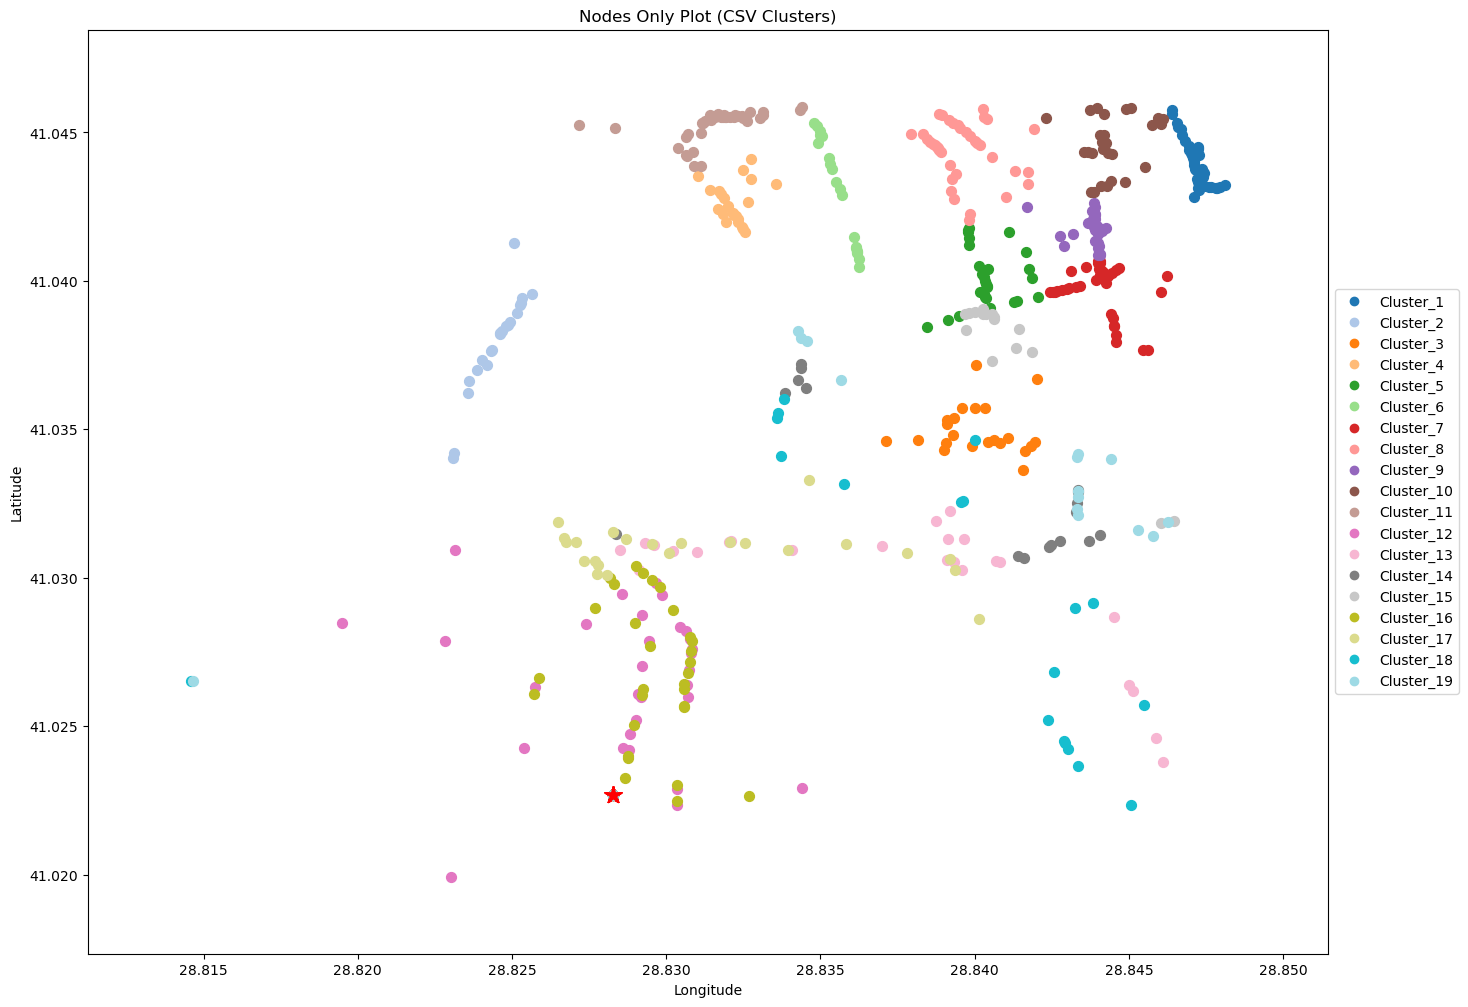 Nodes Only Plot (CSV Clusters)
41.045
41.040
41.035
41.030
41.025
41.020
Latitude
28.815 28.820 28.825 28.830 28.835 28.840 28.845 28.850
Longitude
Cluster_1
Cluster_2
Cluster_3
Cluster_4
Cluster_5
Cluster_6
Cluster_7
Cluster_8
Cluster_9
Cluster_10
Cluster_11
Cluster_12
Cluster_13
Cluster_14
Cluster_15
Cluster_16
Cluster_17
Cluster_18
Cluster_19